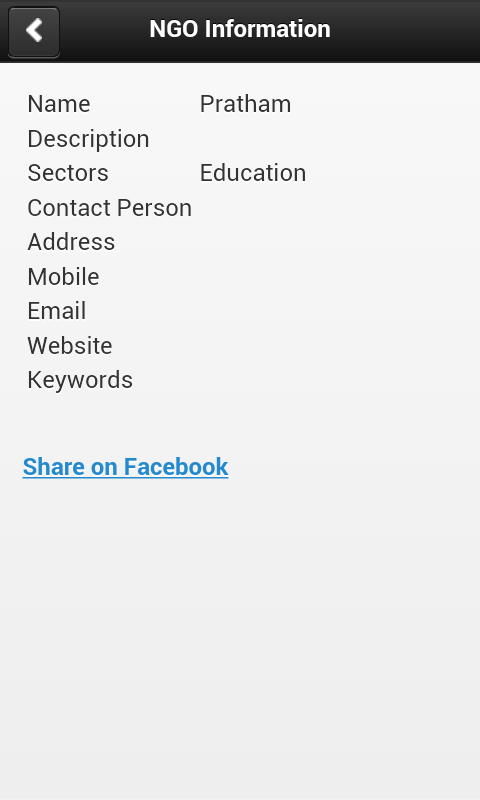 NGO Information
Name Pratham
Description
Sectors Education
Contact Person
Address
Mobile
Email
Website
Keywords
Share on Facebook